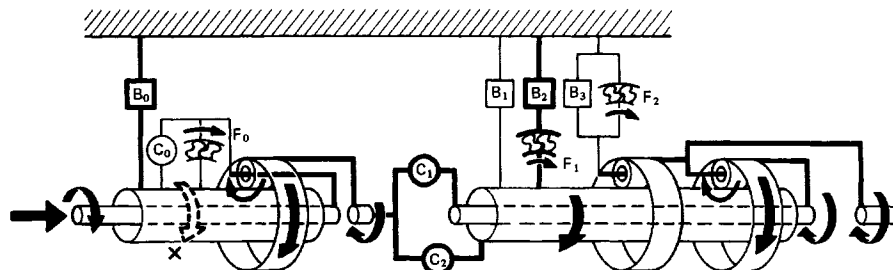 B₀
B₁
B₂
B₃
F₂
C₀
F₀
F₁
C₁
C₂
×